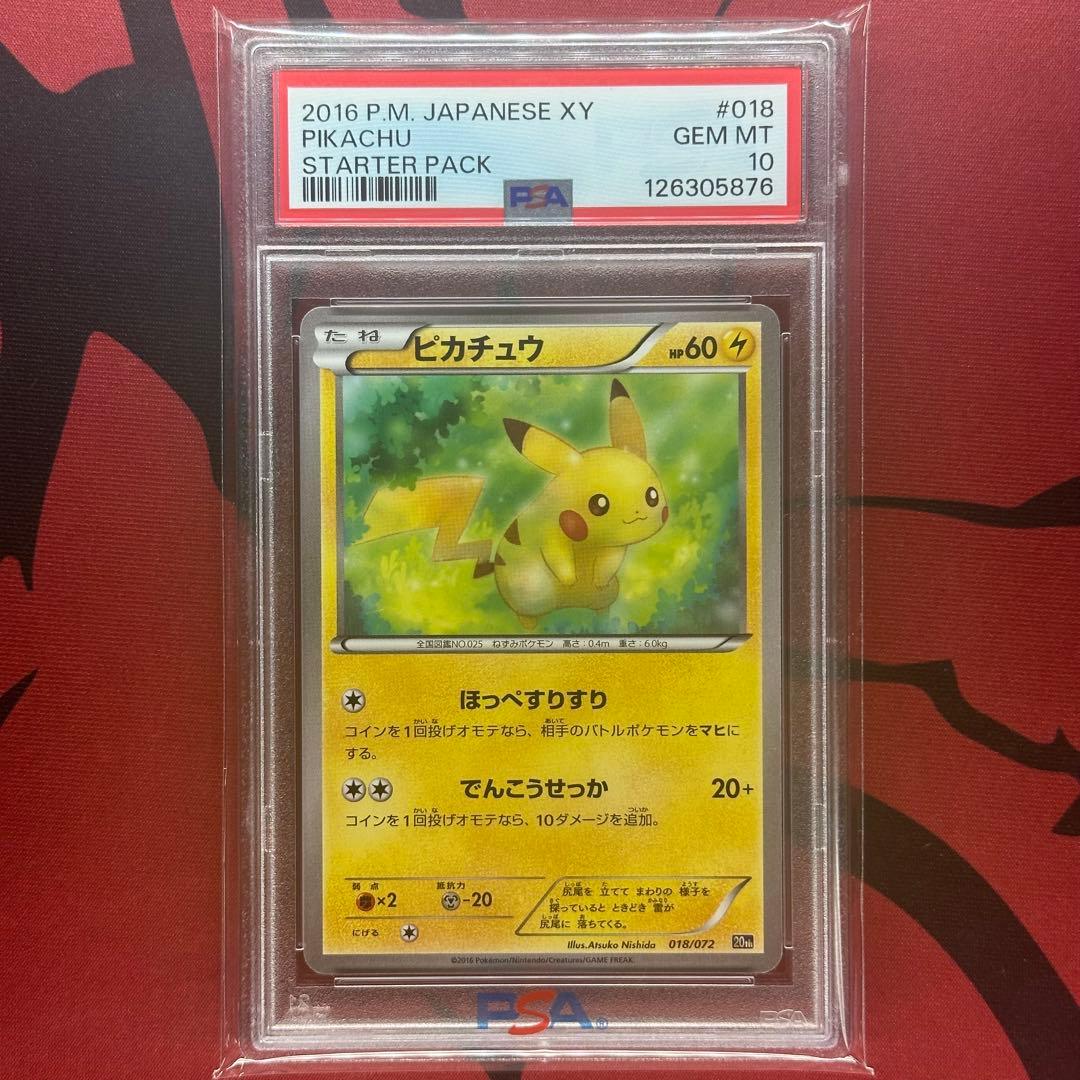 2016 P.M. JAPANESE XY #018
PIKACHU GEM MT
STARTER PACK 10
126305876
PSA
たね ピカチュウ HP60
全国図鑑NO.025 ねずみポケモン 高さ:0.4m 重さ:6.0kg
ほっぺすりすり
コインを1回投げオモテなら、相手のバトルポケモンをマヒに
する。
でんこうせっか 20+
コインを1回投げオモテなら、10ダメージを追加。
弱点 ×2 抵抗力 -20
にげる
尻尾を 立てて まわりの 様子を
探っていると ときどき 雷が
尻尾に 落ちてくる。
Illus.Atsuko Nishida 018/072
©2016 Pokémon/Nintendo/Creatures/GAME FREAK.
PSA®
PSA